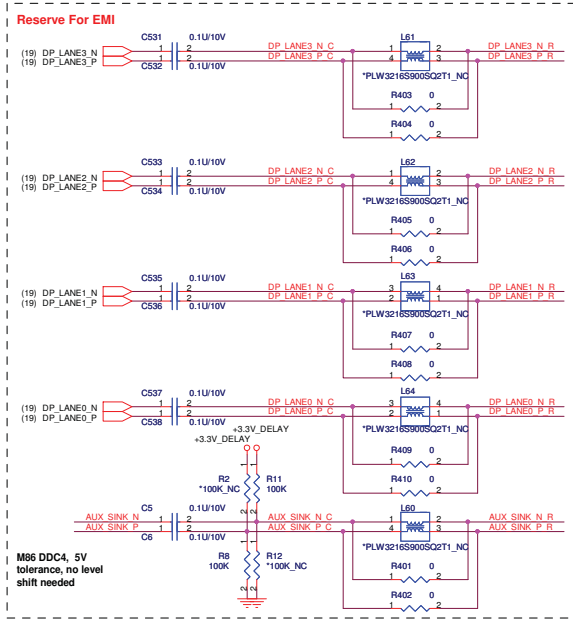 Reserve For EMI
C531 0.1U/10V L61
(19) DP_LANE3_N 1 2 DP_LANE3_N_C 1 2 DP_LANE3_N_R
(19) DP_LANE3_P 1 2 DP_LANE3_P_C 4 3 DP_LANE3_P_R
C532 0.1U/10V *PLW3216S900SQ2T1_NC
R403 0
1 2
R404 0
1 2
C533 0.1U/10V L62
(19) DP_LANE2_N 1 2 DP_LANE2_N_C 1 2 DP_LANE2_N_R
(19) DP_LANE2_P 1 2 DP_LANE2_P_C 4 3 DP_LANE2_P_R
C534 0.1U/10V *PLW3216S900SQ2T1_NC
R405 0
1 2
R406 0
1 2
C535 0.1U/10V L63
(19) DP_LANE1_N 1 2 DP_LANE1_N_C 3 4 DP_LANE1_N_R
(19) DP_LANE1_P 1 2 DP_LANE1_P_C 2 1 DP_LANE1_P_R
C536 0.1U/10V *PLW3216S900SQ2T1_NC
R407 0
1 2
R408 0
1 2
C537 0.1U/10V L64
(19) DP_LANE0_N 1 2 DP_LANE0_N_C 3 4 DP_LANE0_N_R
(19) DP_LANE0_P 1 2 DP_LANE0_P_C 2 1 DP_LANE0_P_R
C538 0.1U/10V *PLW3216S900SQ2T1_NC
+3.3V_DELAY
+3.3V_DELAY
R409 0
1 2
1 1
R2 R11
*100K_NC 100K
2 2
R410 0
1 2
C5 0.1U/10V L60
AUX_SINK_N 1 2 AUX_SINK_N_C 1 2 AUX_SINK_N_R
AUX_SINK_P 1 2 AUX_SINK_P_C 4 3 AUX_SINK_P_R
C6 0.1U/10V *PLW3216S900SQ2T1_NC
1 1
R8 R12
100K *100K_NC
2 2
R401 0
1 2
R402 0
1 2
M86 DDC4, 5V
tolerance, no level
shift needed